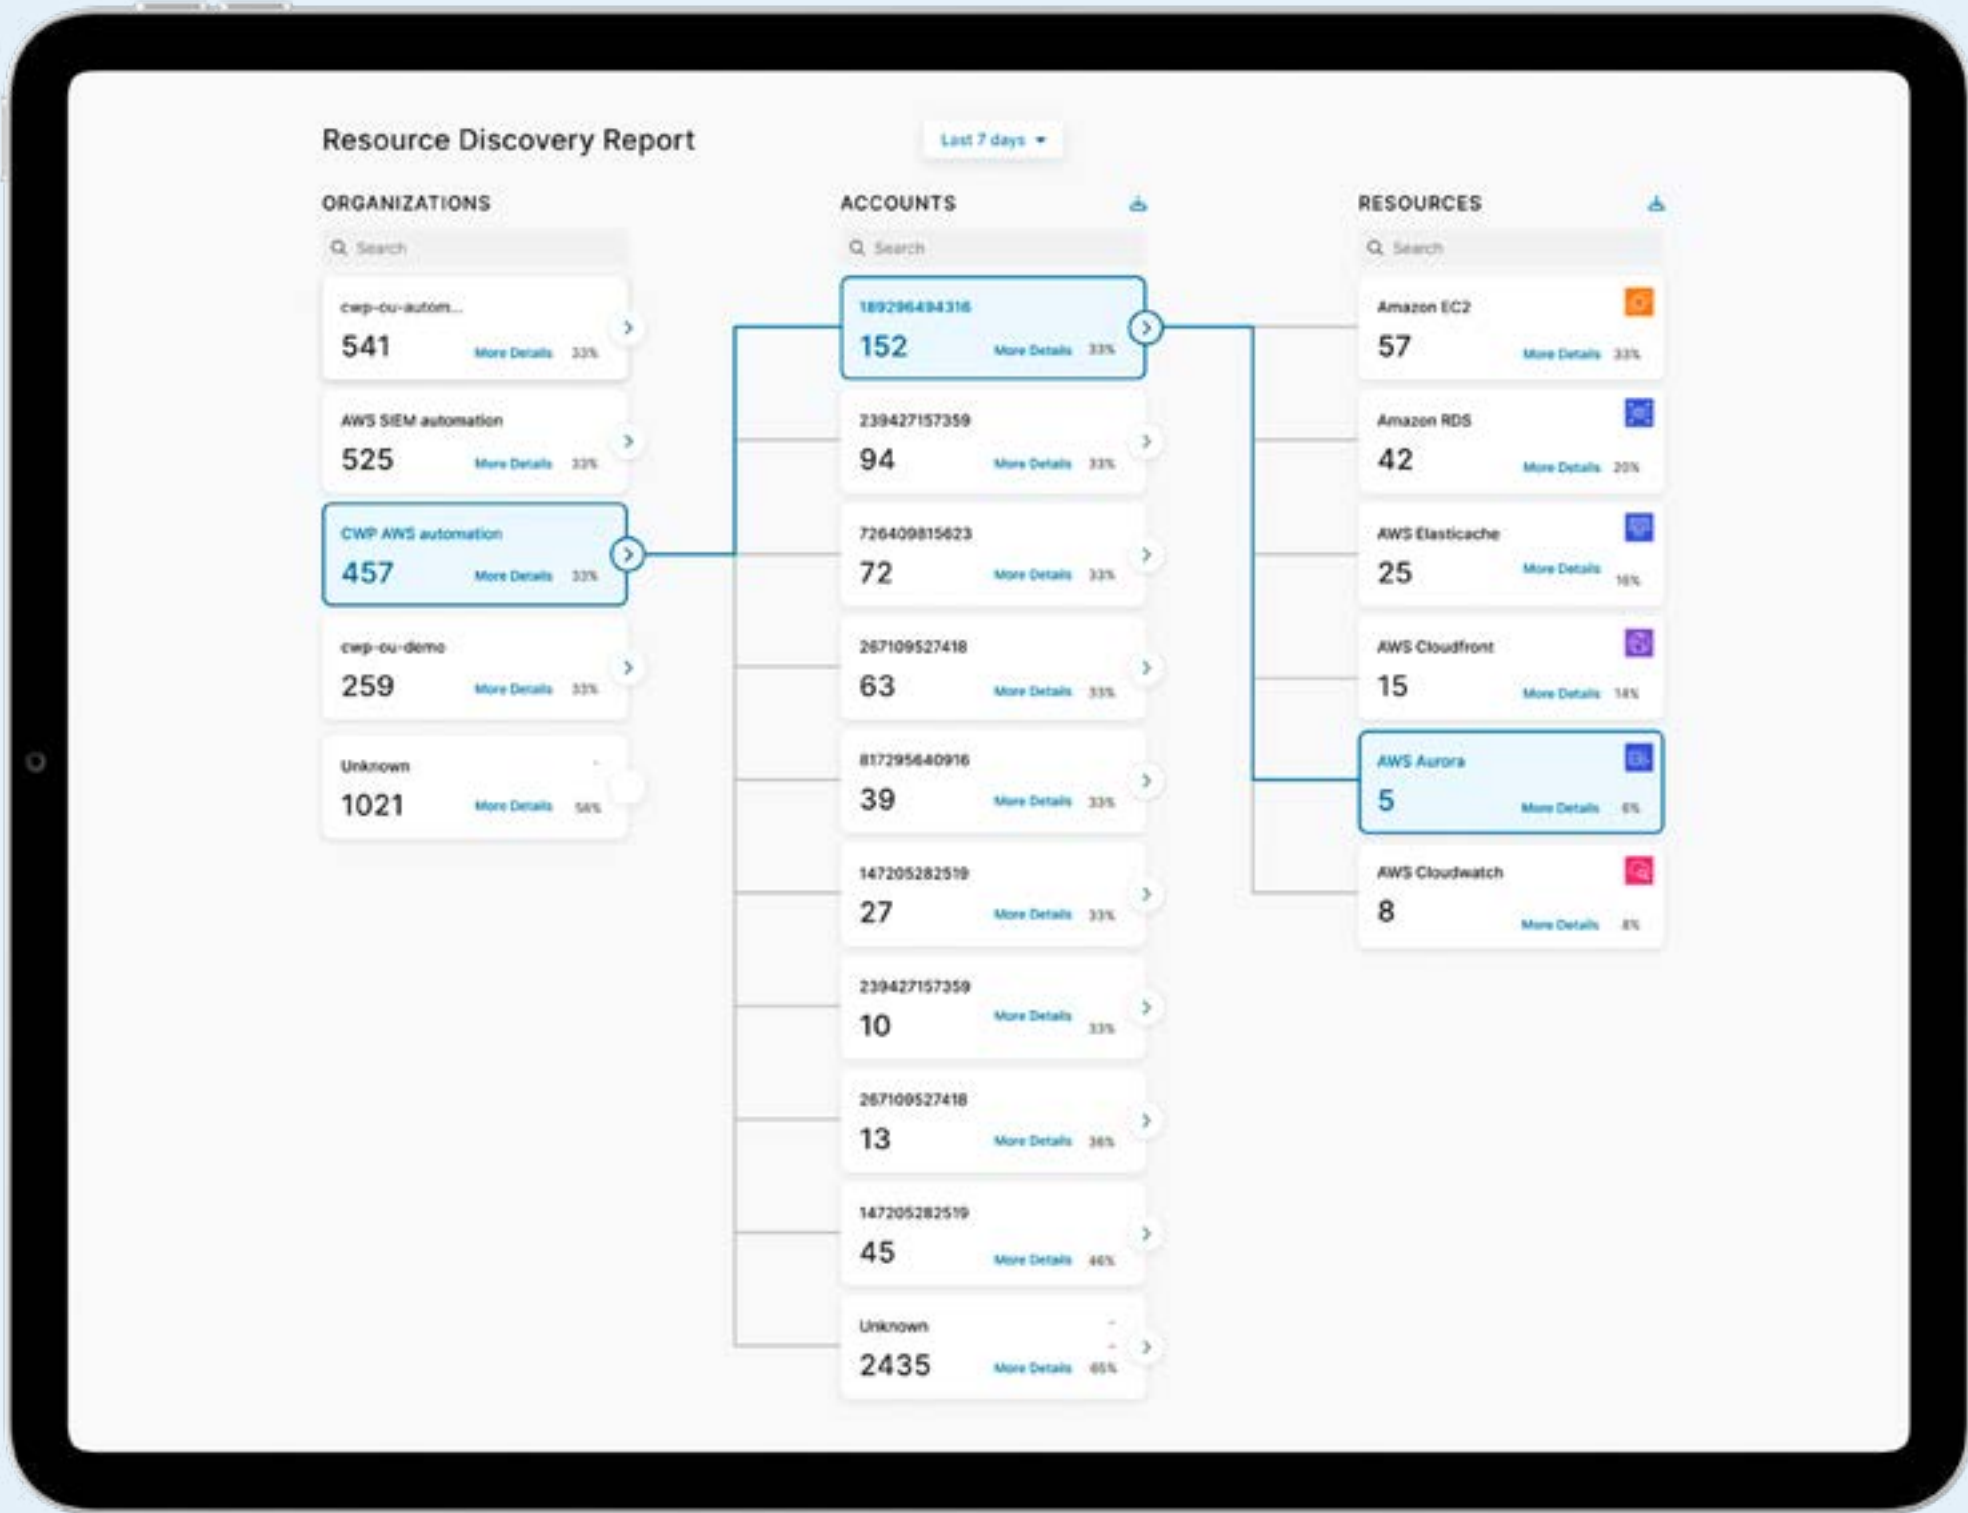 Resource Discovery Report
Last 7 days
ORGANIZATIONS
Search
cwp-ou-autom...
541 More Details 33%
AWS SIEM automation
525 More Details 33%
CWP AWS automation
457 More Details 33%
cwp-ou-demo
259 More Details 33%
Unknown -
1021 More Details 56%
ACCOUNTS
Search
189296494316
152 More Details 33%
239427157359
94 More Details 33%
726409815623
72 More Details 33%
267109527418
63 More Details 33%
817295640916
39 More Details 33%
147205282519
27 More Details 33%
239427157359
10 More Details 33%
267109527418
13 More Details 36%
147205282519
45 More Details 46%
Unknown -
-
2435 More Details 65%
RESOURCES
Search
Amazon EC2
57 More Details 33%
Amazon RDS
42 More Details 20%
AWS Elasticache
25 More Details 16%
AWS Cloudfront
15 More Details 14%
AWS Aurora
5 More Details 6%
AWS Cloudwatch
8 More Details 8%